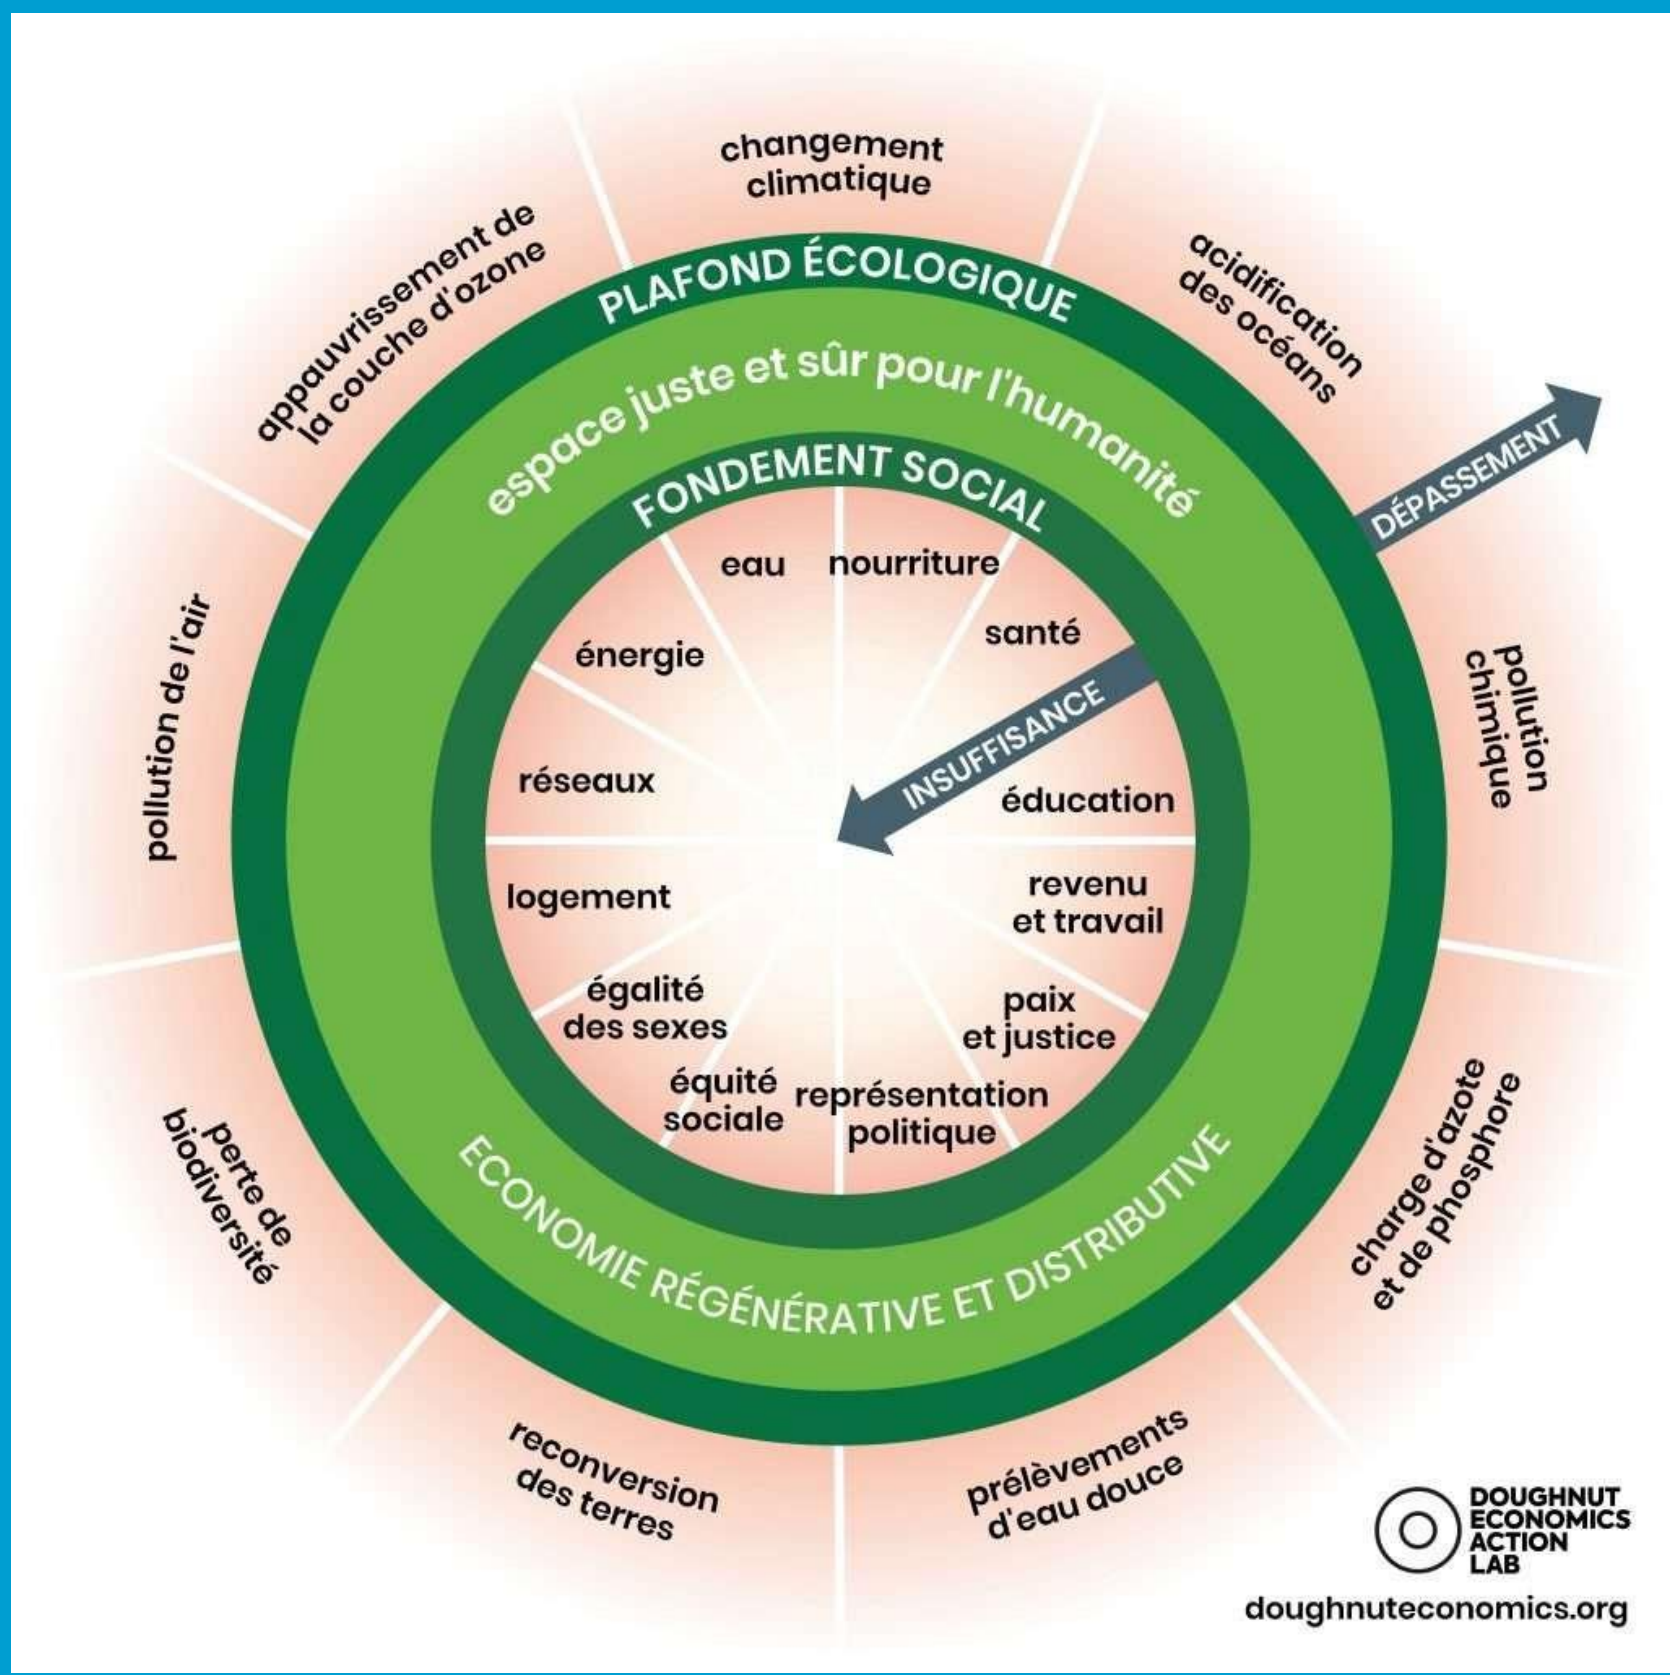 changement
climatique
acidification
des océans
DÉPASSEMENT
pollution
chimique
charge d'azote
et de phosphore
prélèvements
d'eau douce
reconversion
des terres
perte de
biodiversité
pollution de l'air
appauvrissement de
la couche d'ozone
PLAFOND ÉCOLOGIQUE
espace juste et sûr pour l'humanité
FONDEMENT SOCIAL
eau
nourriture
santé
INSUFFISANCE
éducation
revenu
et travail
paix
et justice
représentation
politique
équité
sociale
égalité
des sexes
logement
réseaux
énergie
ECONOMIE RÉGÉNÉRATIVE ET DISTRIBUTIVE
DOUGHNUT
ECONOMICS
ACTION
LAB
doughnuteconomics.org